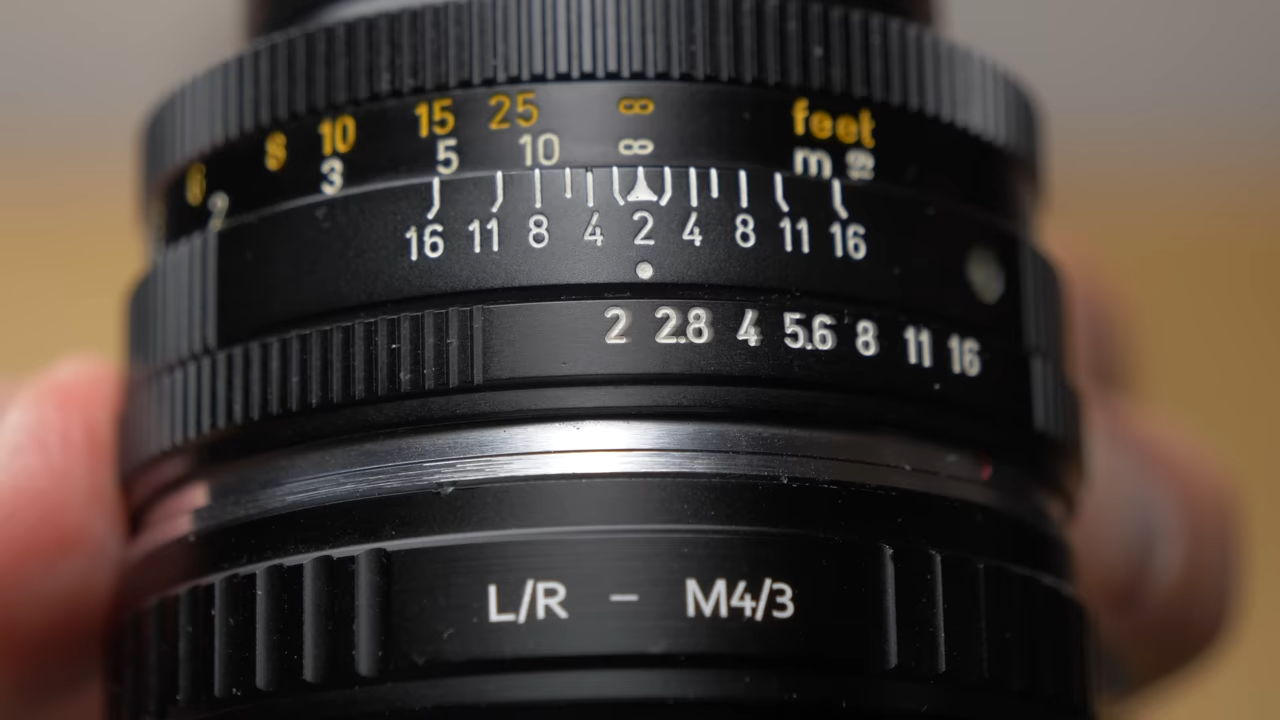 6 8 10 15 25 ∞ feet
2 3 5 10 ∞ m
16 11 8 4 2 4 8 11 16
2 2.8 4 5.6 8 11 16
L/R – M4/3